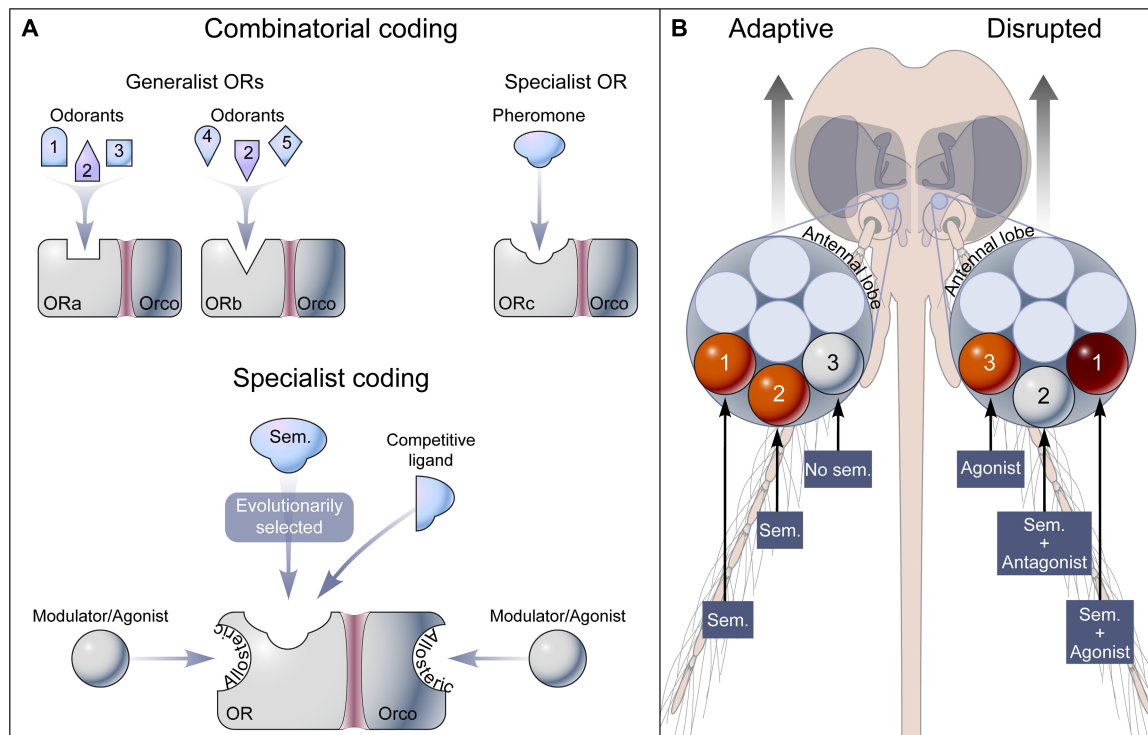 A
Combinatorial coding
Generalist ORs
Specialist OR
Odorants
Odorants
Pheromone
1
2
3
4
2
5
ORa
Orco
ORb
Orco
ORc
Orco
Specialist coding
Sem.
Competitive
ligand
Evolutionarily
selected
Modulator/Agonist
Modulator/Agonist
Allosteric
Allosteric
OR
Orco
B
Adaptive
Disrupted
Antennal lobe
Antennal lobe
1
2
3
3
2
1
No sem.
Sem.
Sem.
Agonist
Sem.
+
Antagonist
Sem.
+
Agonist